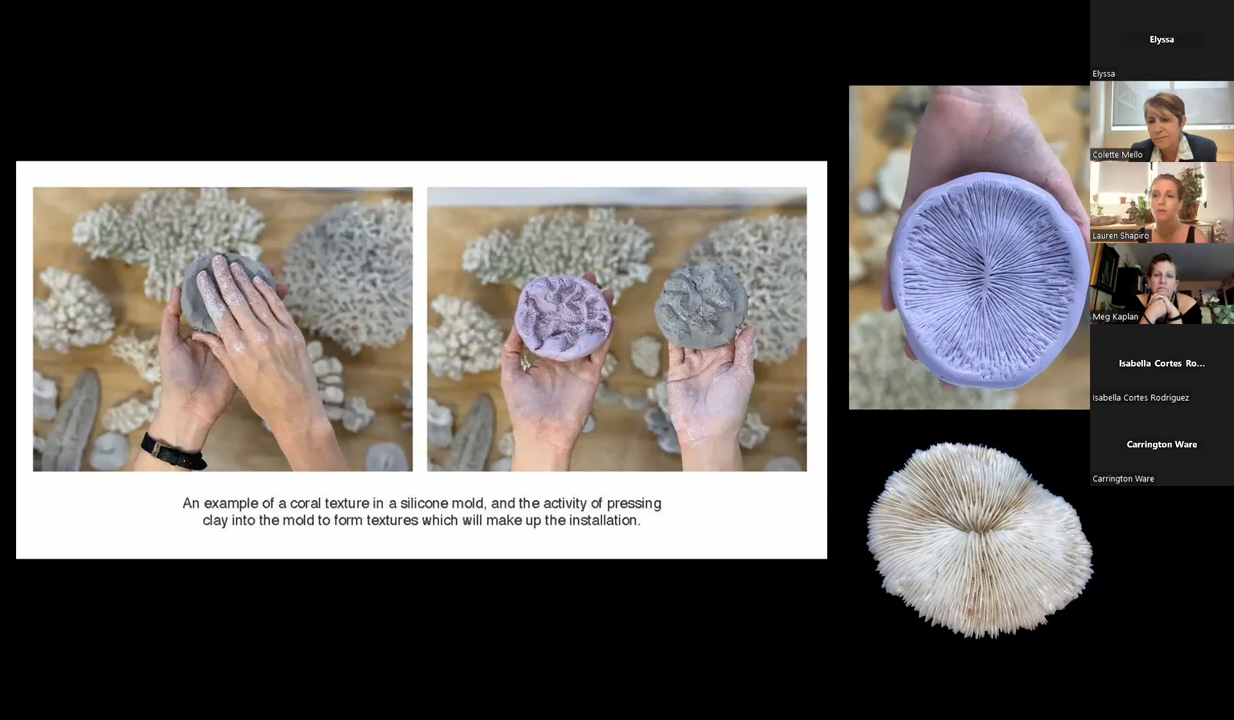 An example of a coral texture in a silicone mold, and the activity of pressing
clay into the mold to form textures which will make up the installation.
Elyssa
Elyssa
Colette Mello
Lauren Shapiro
Meg Kaplan
Isabella Cortes Ro...
Isabella Cortes Rodriguez
Carrington Ware
Carrington Ware